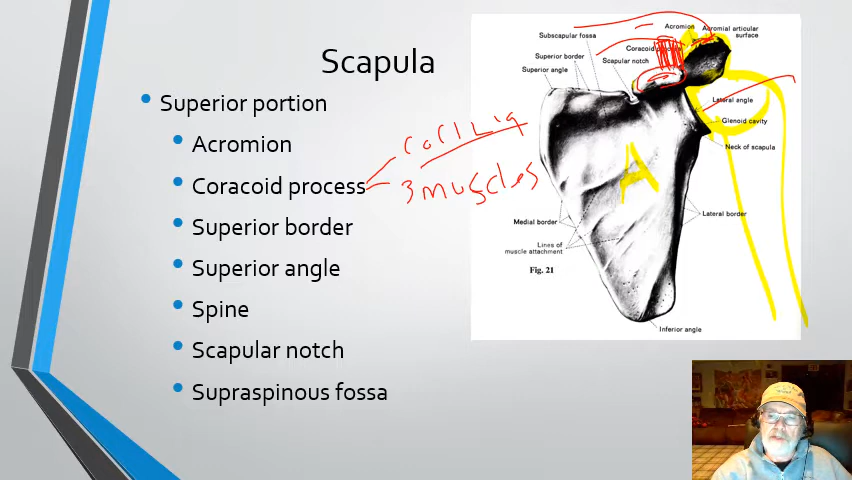 Scapula
Superior portion
Acromion
Coracoid process
Superior border
Superior angle
Spine
Scapular notch
Supraspinous fossa
3 muscles
Acromion
Acromial articular
surface
Subscapular fossa
Superior border
Scapular notch
Superior angle
Lateral angle
Glenoid cavity
Neck of scapula
A
Medial border
Lateral border
Lines of
muscle attachment
Fig. 21
Inferior angle